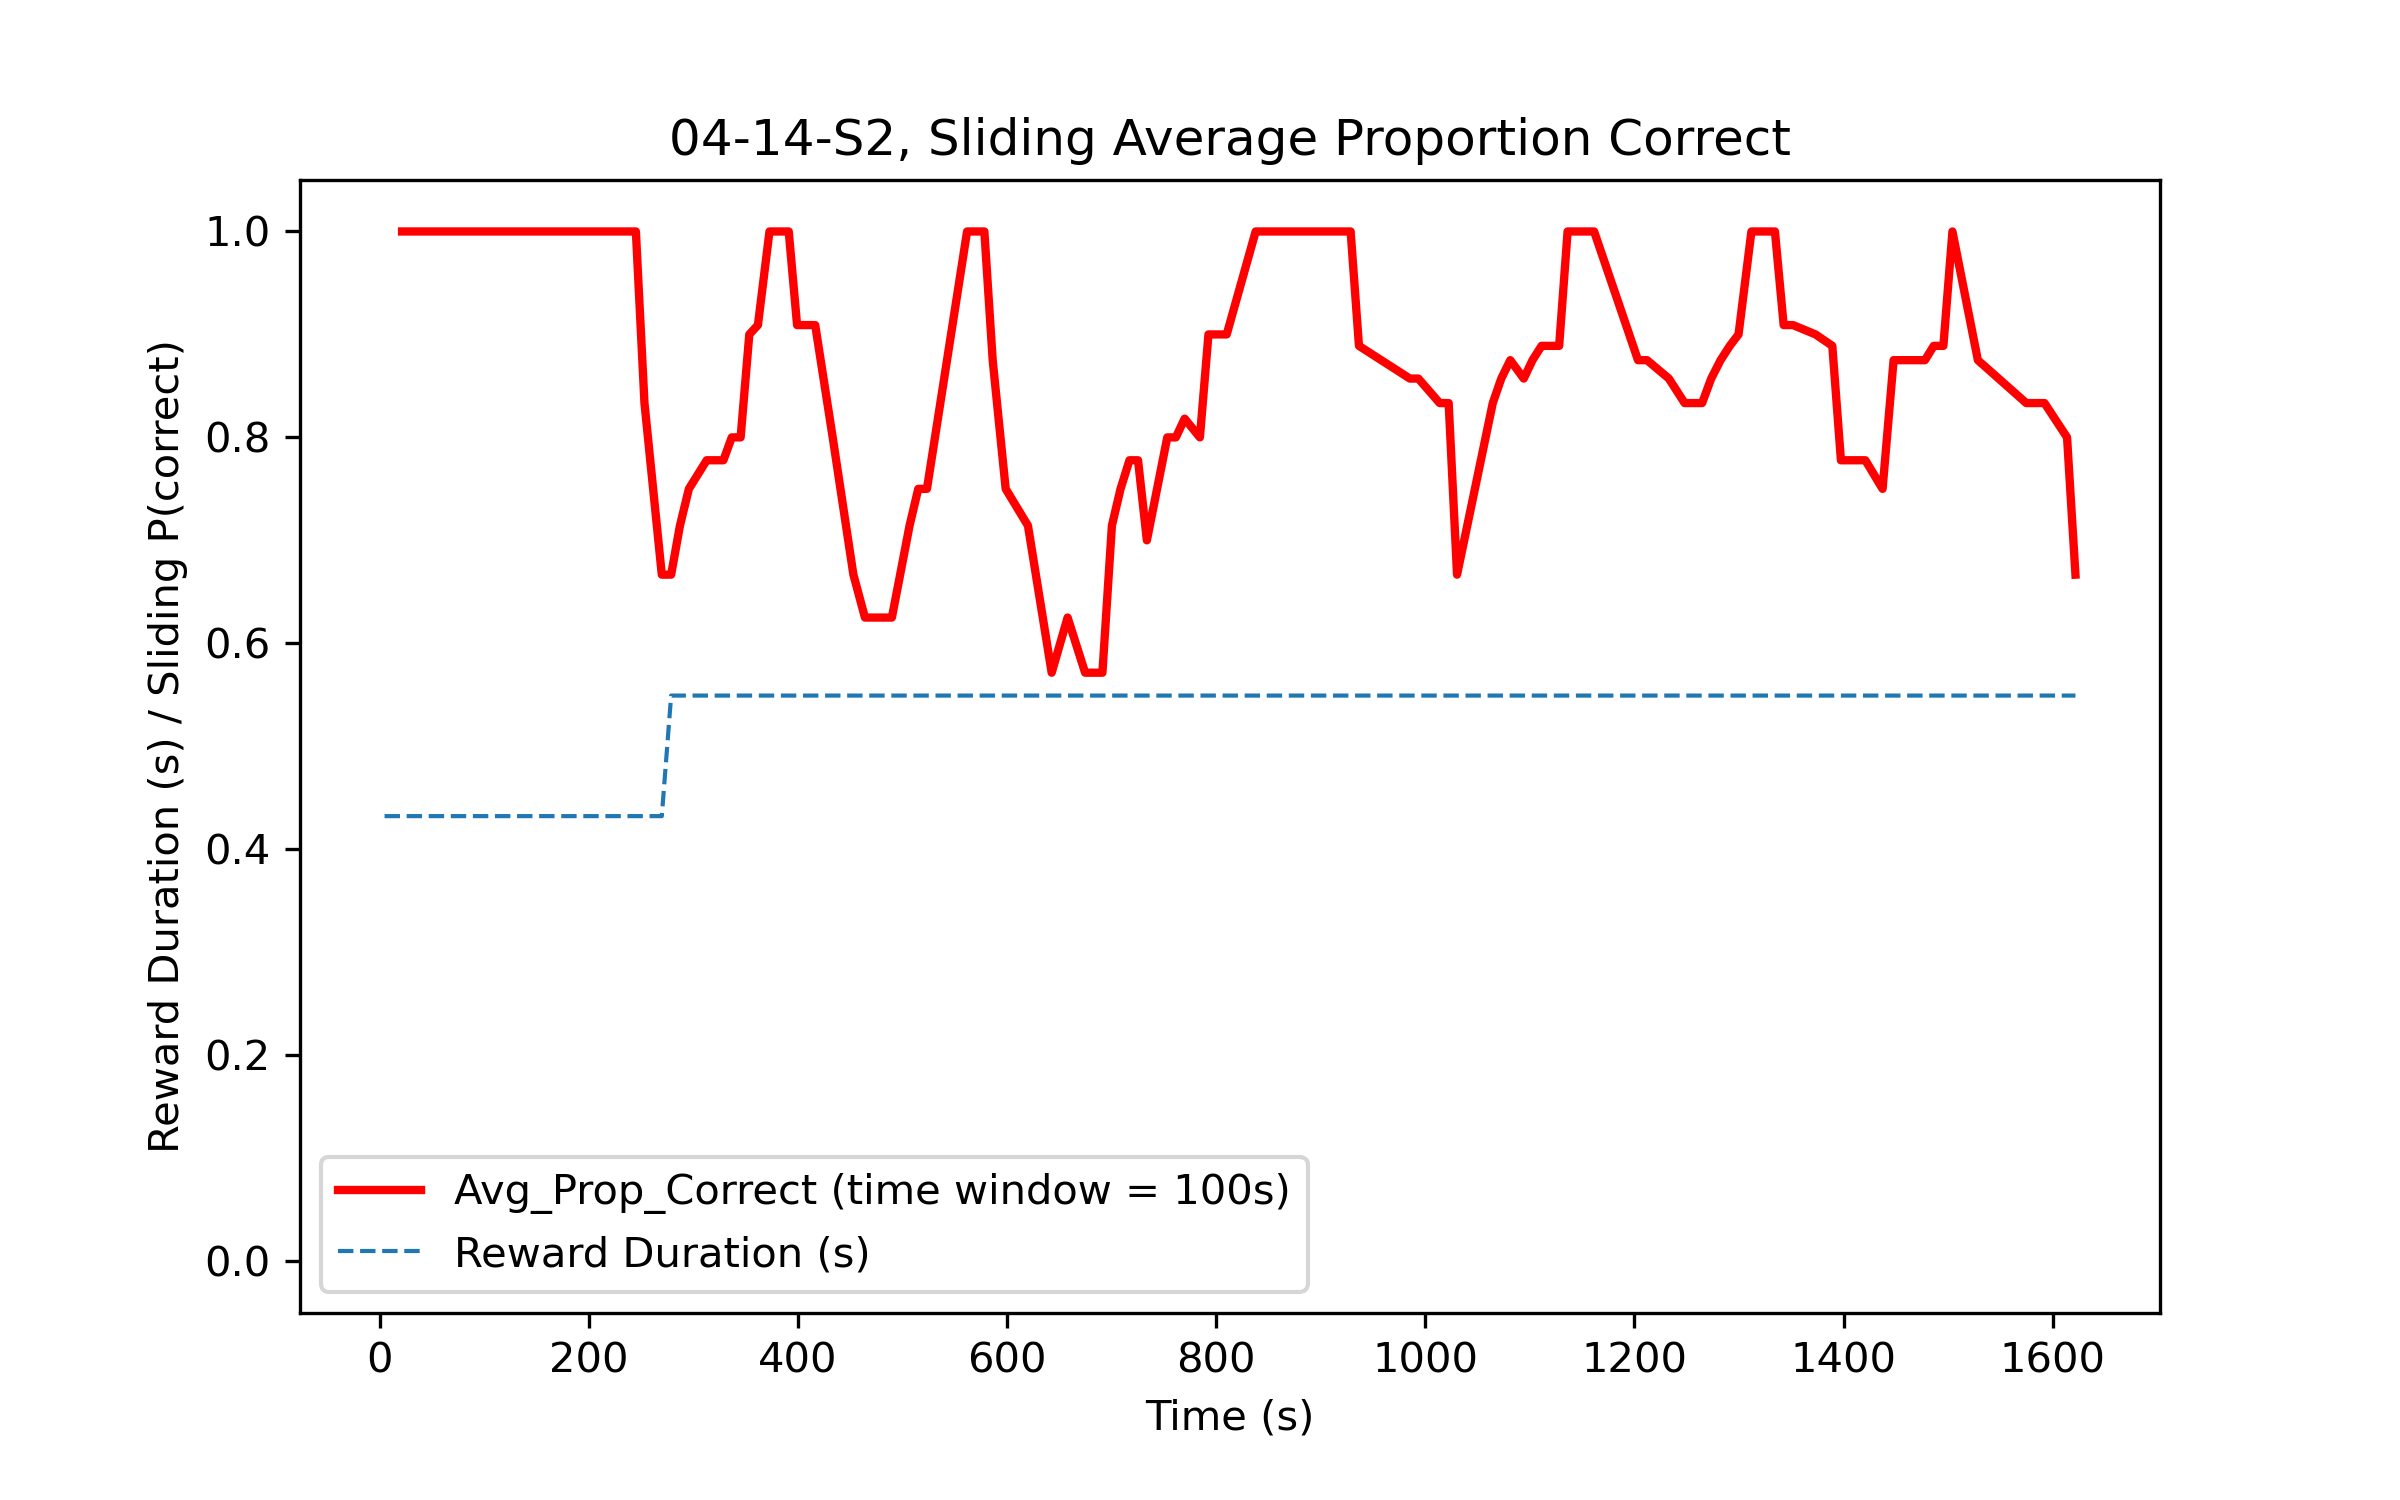 04-14-S2, Sliding Average Proportion Correct
Reward Duration (s) / Sliding P(correct)
1.0
0.8
0.6
0.4
0.2
0.0
Avg_Prop_Correct (time window = 100s)
Reward Duration (s)
0 200 400 600 800 1000 1200 1400 1600
Time (s)